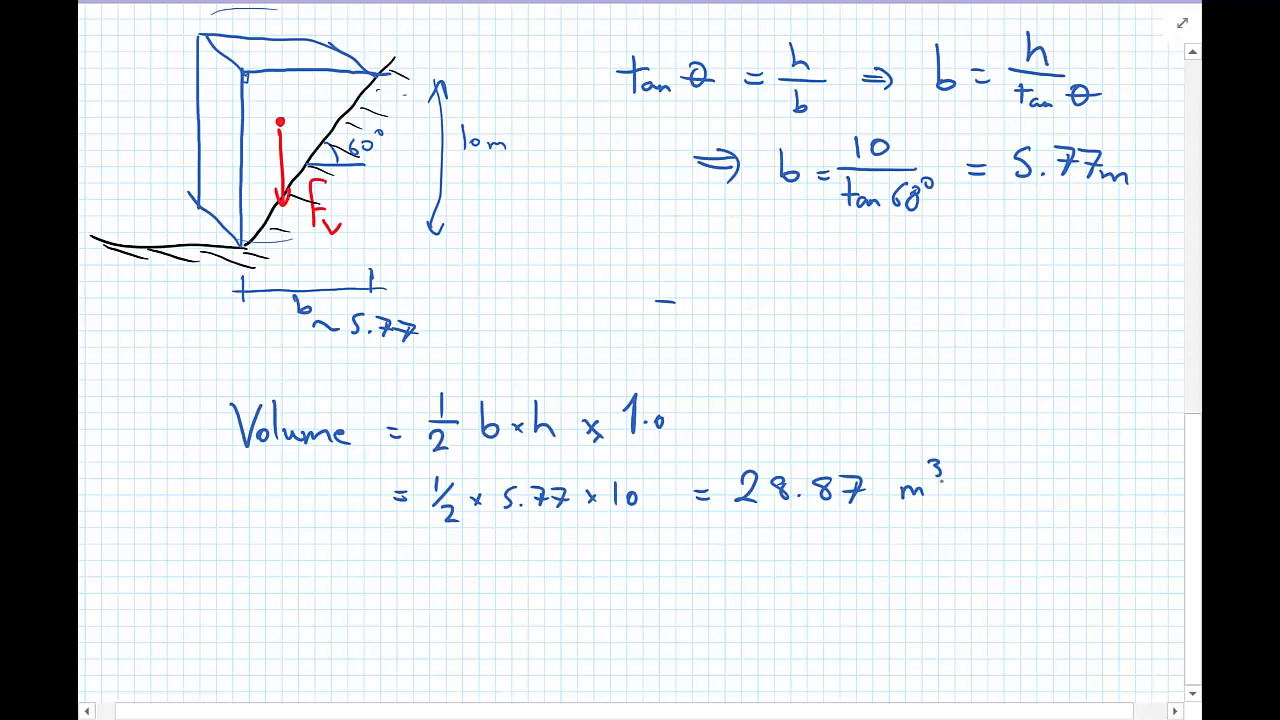 tan θ = h/b ⇒ b = h/tan θ
⇒ b = 10/tan 60° = 5.77m
60°
10m
Fv
b ~ 5.77
Volume = 1/2 b × h × 1.0
= 1/2 × 5.77 × 10 = 28.87 m³